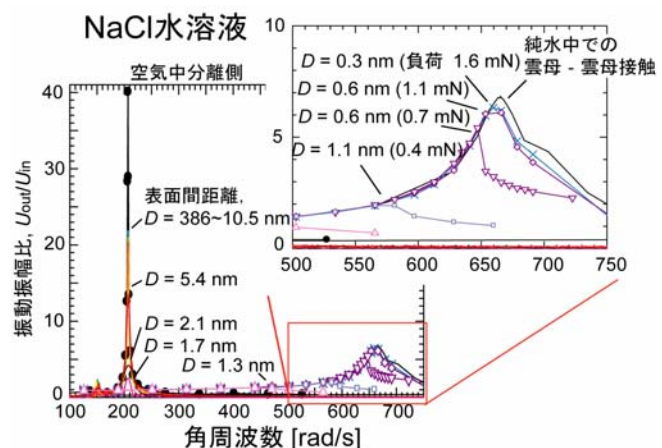 NaCl水溶液
空気中分離側
40
30
20
10
0
振動振幅比, Uout/Uin
表面間距離,
D = 386~10.5 nm
D = 5.4 nm
D = 2.1 nm
D = 1.7 nm
D = 1.3 nm
100 200 300 400 500 600 700
角周波数 [rad/s]
10
5
0
D = 0.3 nm (負荷 1.6 mN)
D = 0.6 nm (1.1 mN)
D = 0.6 nm (0.7 mN)
D = 1.1 nm (0.4 mN)
純水中での
雲母 - 雲母接触
500 550 600 650 700 750